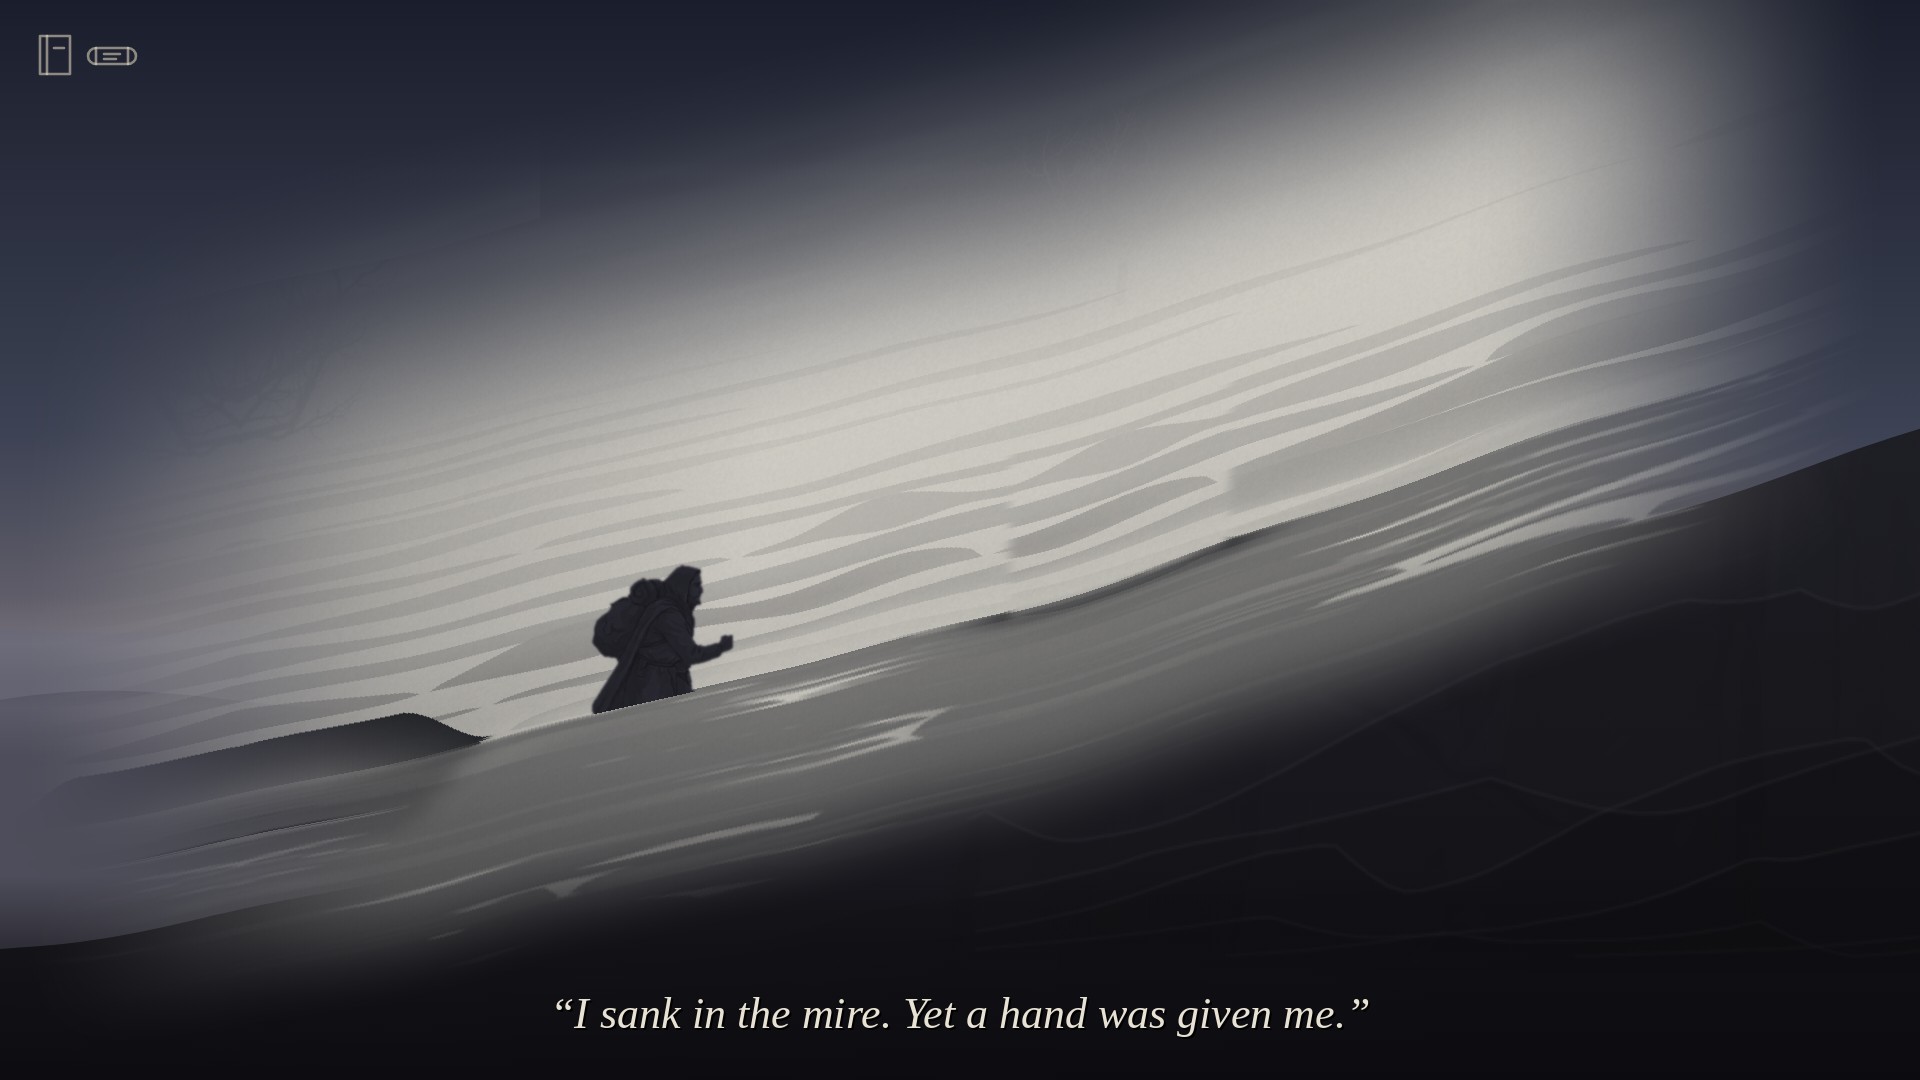 “I sank in the mire. Yet a hand was given me.”